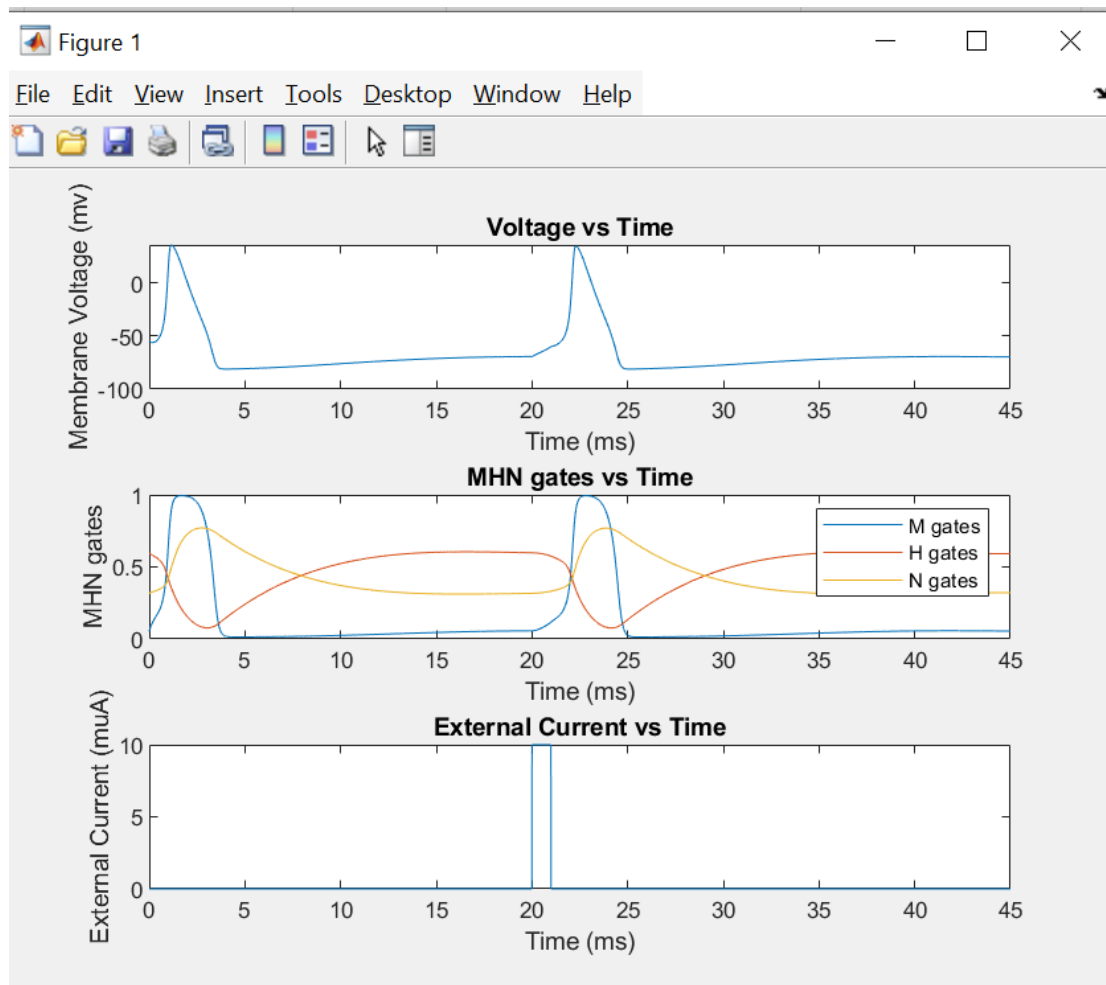 Figure 1
File Edit View Insert Tools Desktop Window Help
Voltage vs Time
Membrane Voltage (mv)
0
-50
-100
0 5 10 15 20 25 30 35 40 45
Time (ms)
MHN gates vs Time
MHN gates
1
0.5
0
M gates
H gates
N gates
0 5 10 15 20 25 30 35 40 45
Time (ms)
External Current vs Time
External Current (muA)
10
5
0
0 5 10 15 20 25 30 35 40 45
Time (ms)